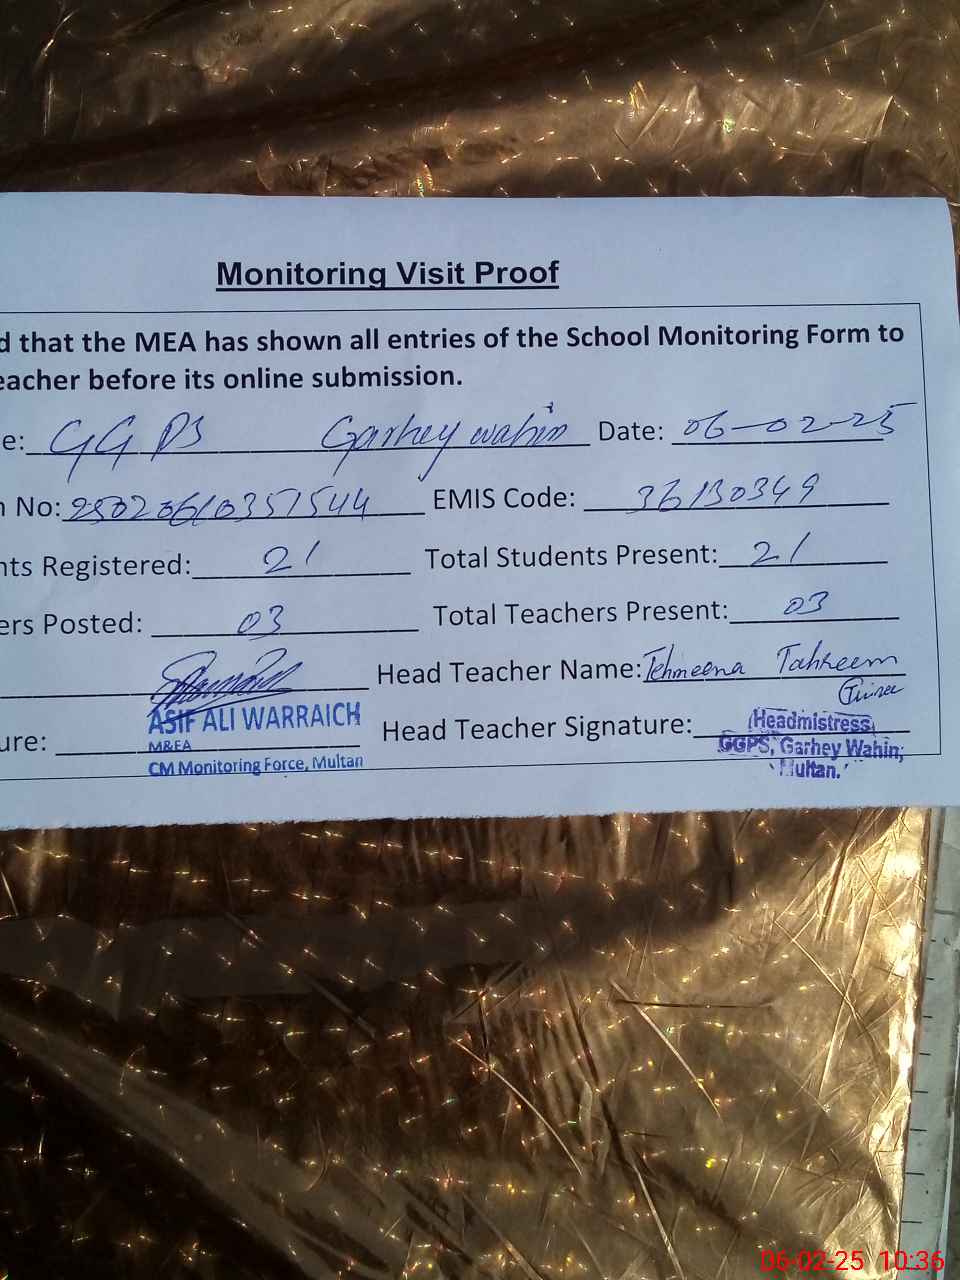 Monitoring Visit Proof
d that the MEA has shown all entries of the School Monitoring Form to
eacher before its online submission.
e: GGPS Garhey wahin Date: 06-02-25
n No: 25020610351544 EMIS Code: 36130349
nts Registered: 21 Total Students Present: 21
ers Posted: 03 Total Teachers Present: 03
Head Teacher Name: Tehmeena Tahreem
ASIF ALI WARRAICH
ure: Head Teacher Signature: Headmistress
M&EA GGPS, Garhey Wahin,
CM Monitoring Force, Multan Multan.
06-02-25 10:36